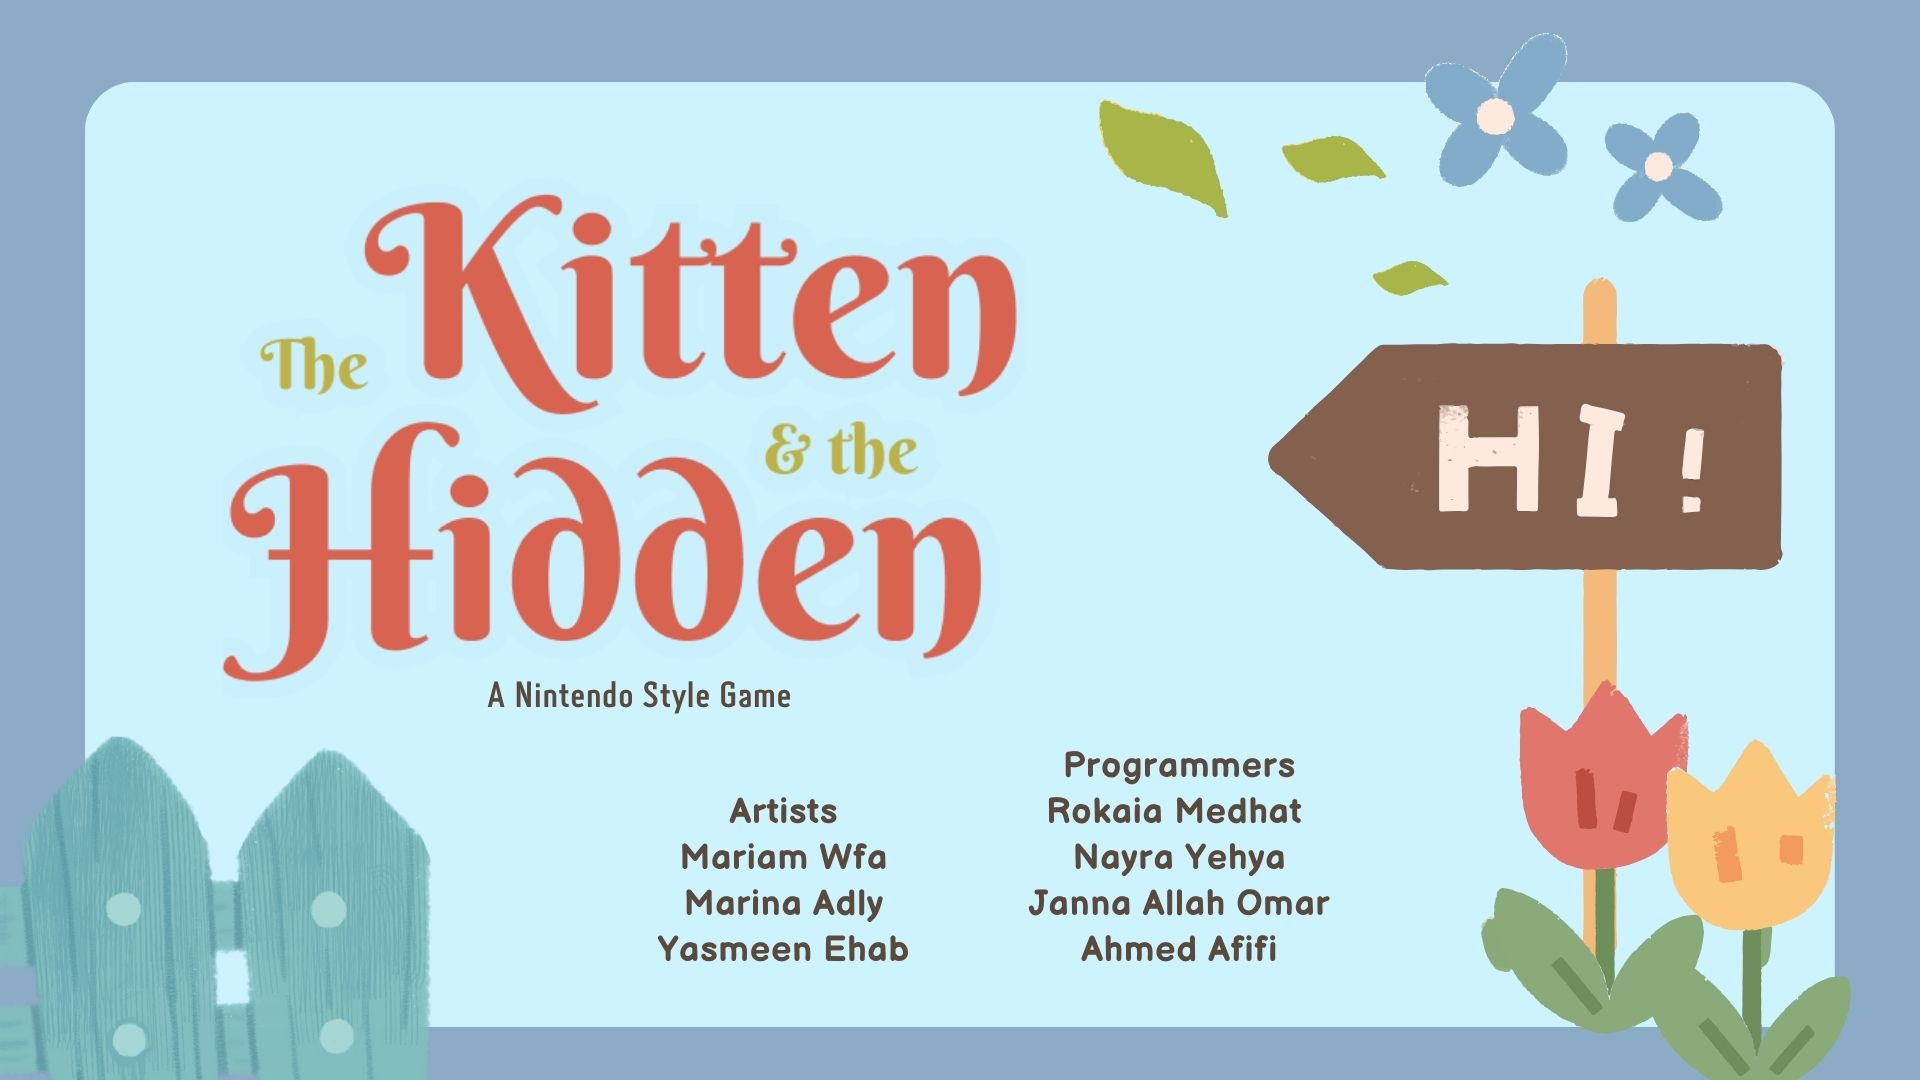 The Kitten
& the
Hidden
A Nintendo Style Game
HI !
Artists
Mariam Wfa
Marina Adly
Yasmeen Ehab
Programmers
Rokaia Medhat
Nayra Yehya
Janna Allah Omar
Ahmed Afifi